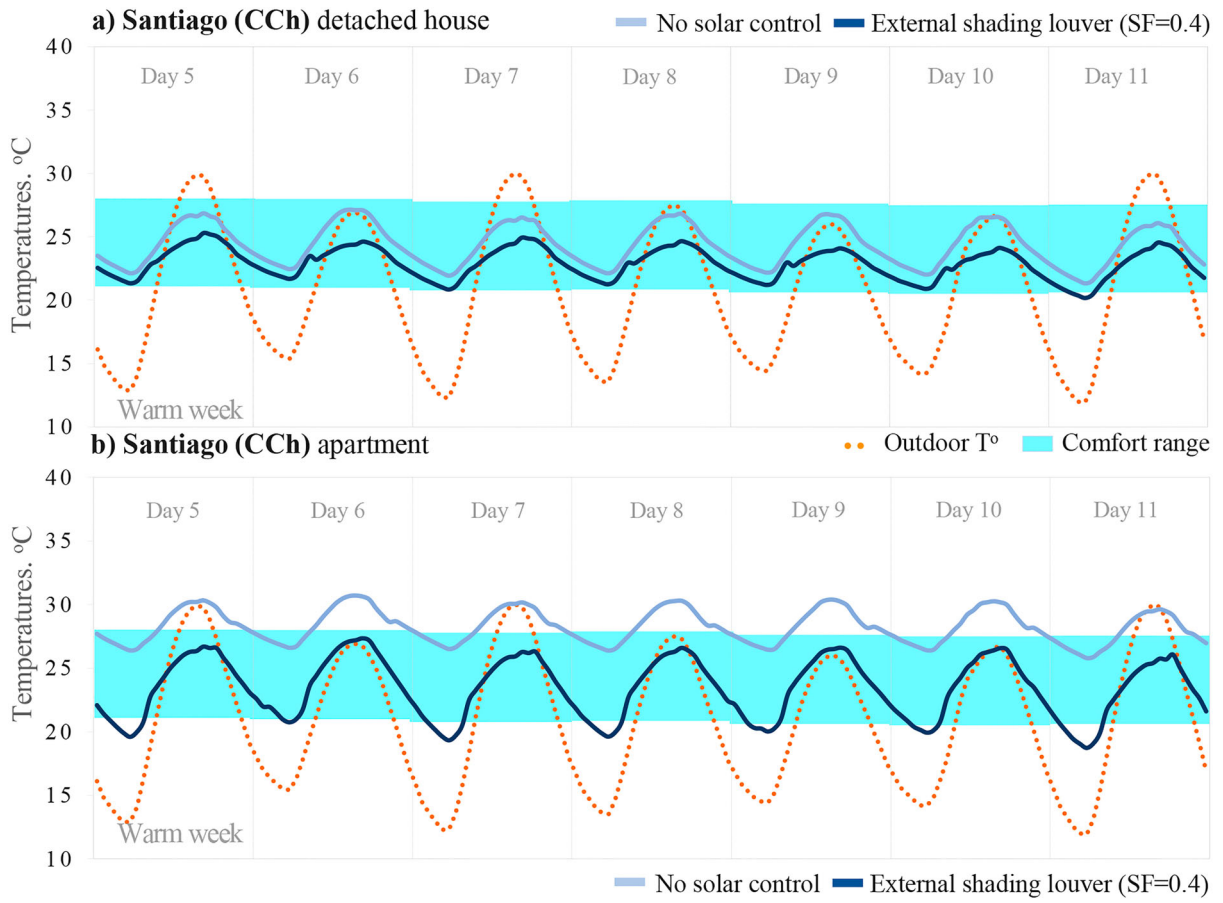 a) Santiago (CCh) detached house
No solar control External shading louver (SF=0.4)
40
Day 5 Day 6 Day 7 Day 8 Day 9 Day 10 Day 11
35
30
25
20
15
10
Temperatures. ºC
Warm week
b) Santiago (CCh) apartment
Outdoor Tº Comfort range
40
Day 5 Day 6 Day 7 Day 8 Day 9 Day 10 Day 11
35
30
25
20
15
10
Temperatures. ºC
Warm week
No solar control External shading louver (SF=0.4)